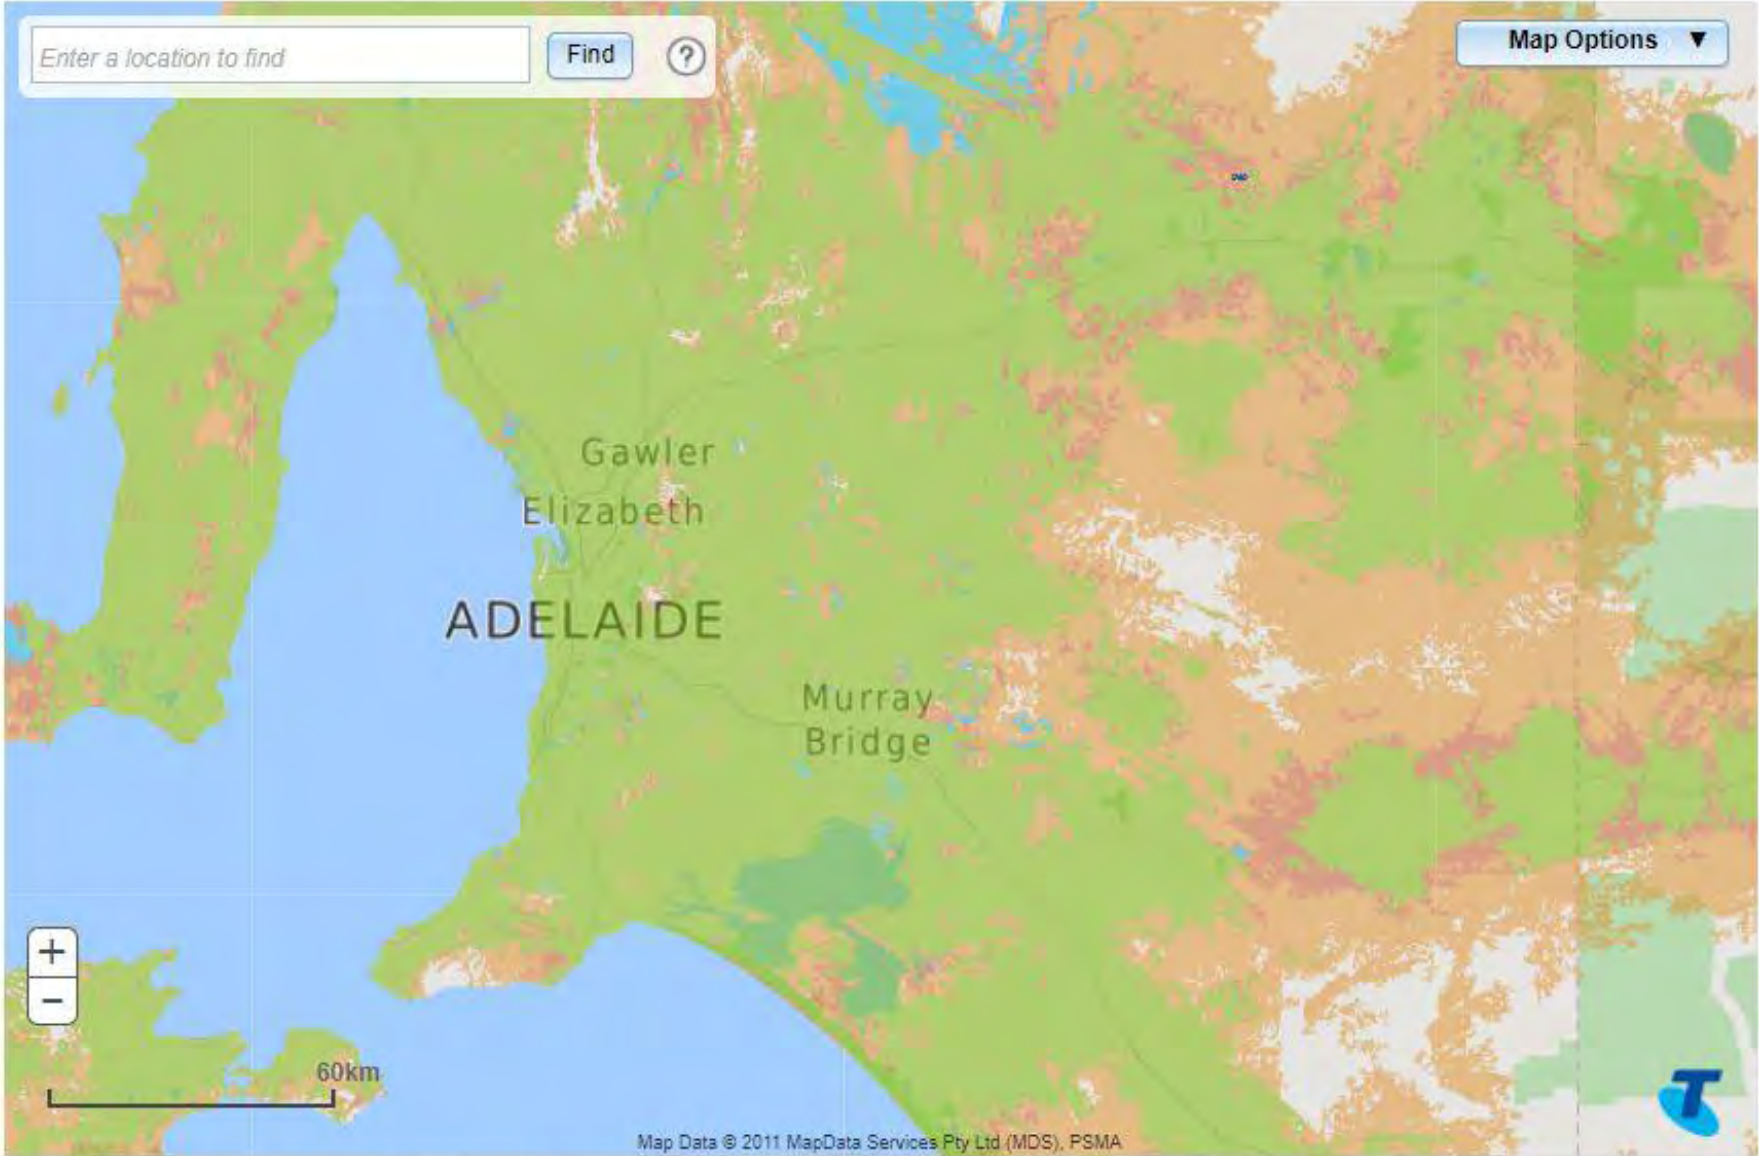 Enter a location to find
Find
?
Map Options ▼
Gawler
Elizabeth
ADELAIDE
Murray
Bridge
+
−
60km
T
Map Data © 2011 MapData Services Pty Ltd (MDS), PSMA